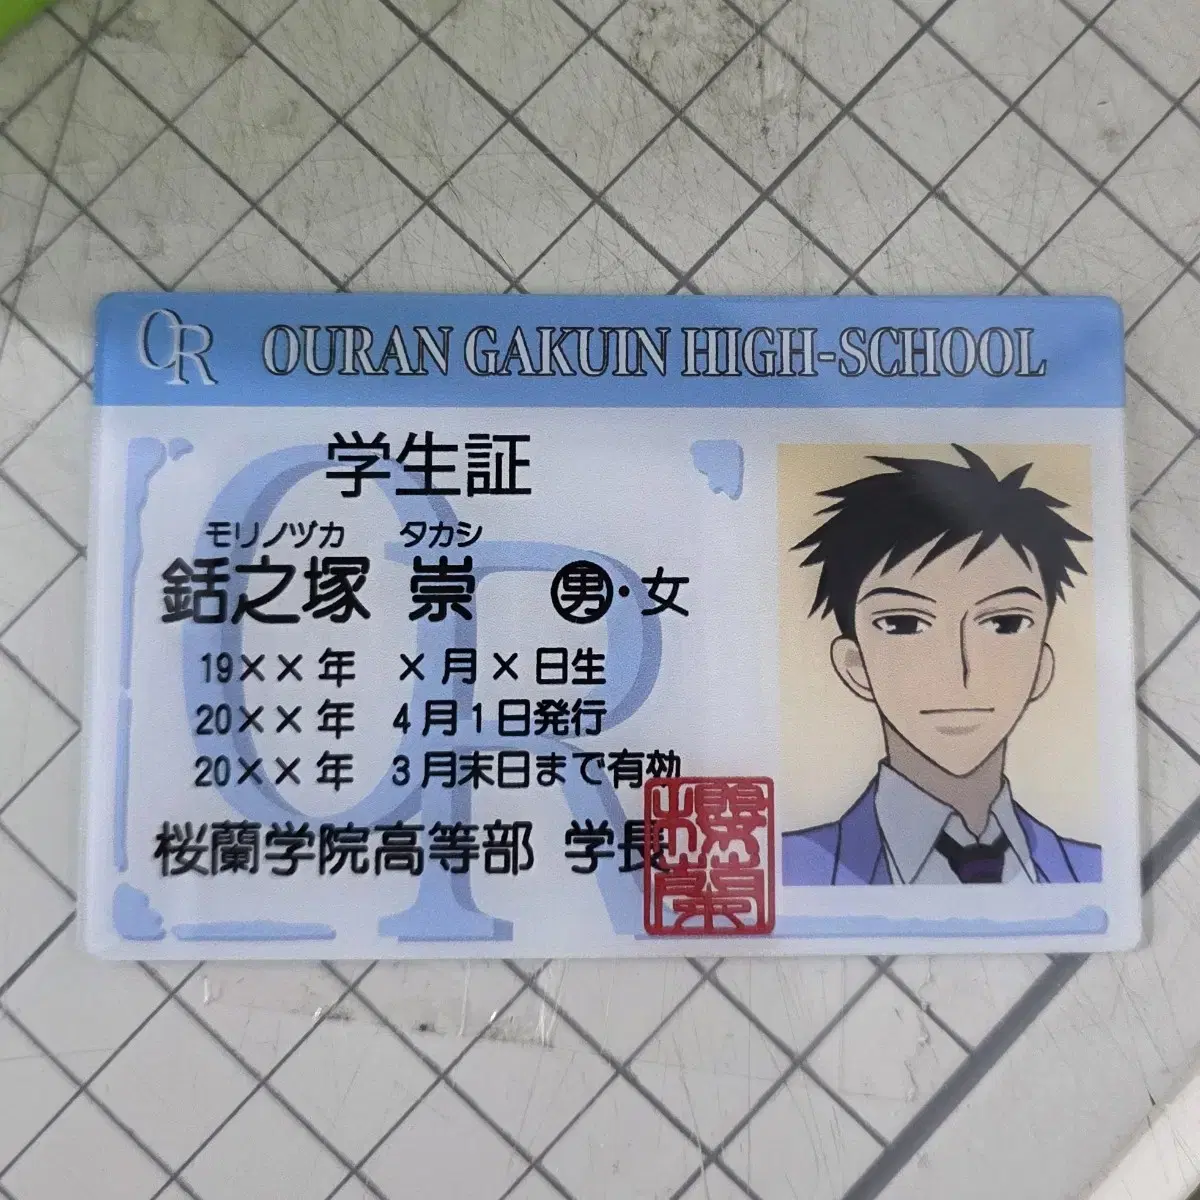 OR OURAN GAKUIN HIGH-SCHOOL
学生証
モリノヅカ タカシ
銛之塚 崇 男・女
19××年 ×月×日生
20××年 4月1日発行
20××年 3月末日まで有効
桜蘭学院高等部 学長
櫻蘭